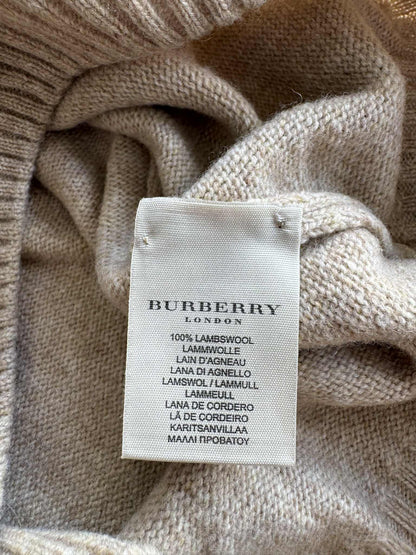 BURBERRY
LONDON
100% LAMBSWOOL
LAMMWOLLE
LAIN D'AGNEAU
LANA DI AGNELLO
LAMSWOL / LAMMULL
LAMMEULL
LANA DE CORDERO
LÃ DE CORDEIRO
KARITSANVILLAA
ΜΑΛΛΙ ΠΡΟΒΑΤΟΥ